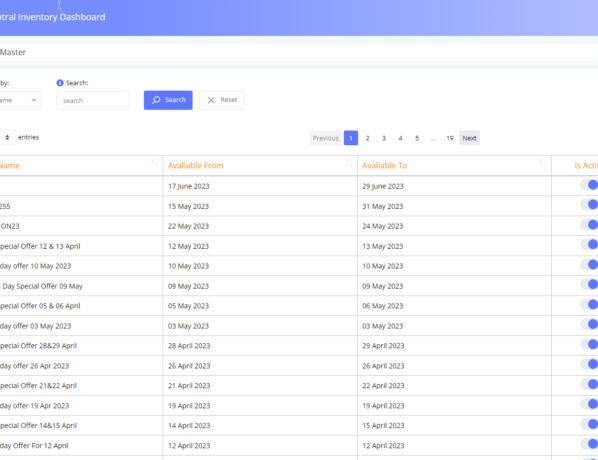 ntral Inventory Dashboard
Master
by: Search:
ame search Search Reset
entries Previous 1 2 3 4 5 ... 19 Next
Name Avaliable From Avaliable To Is Acti
17 June 2023 29 June 2023
255 15 May 2023 31 May 2023
ON23 22 May 2023 24 May 2023
pecial Offer 12 & 13 April 12 May 2023 13 May 2023
day offer 10 May 2023 10 May 2023 10 May 2023
Day Special Offer 09 May 09 May 2023 09 May 2023
pecial Offer 05 & 06 April 05 May 2023 06 May 2023
day offer 03 May 2023 03 May 2023 03 May 2023
pecial Offer 28&29 April 28 April 2023 29 April 2023
day offer 26 Apr 2023 26 April 2023 26 April 2023
pecial Offer 21&22 April 21 April 2023 22 April 2023
day offer 19 Apr 2023 19 April 2023 19 April 2023
pecial Offer 14&15 April 14 April 2023 15 April 2023
day Offer For 12 April 12 April 2023 12 April 2023